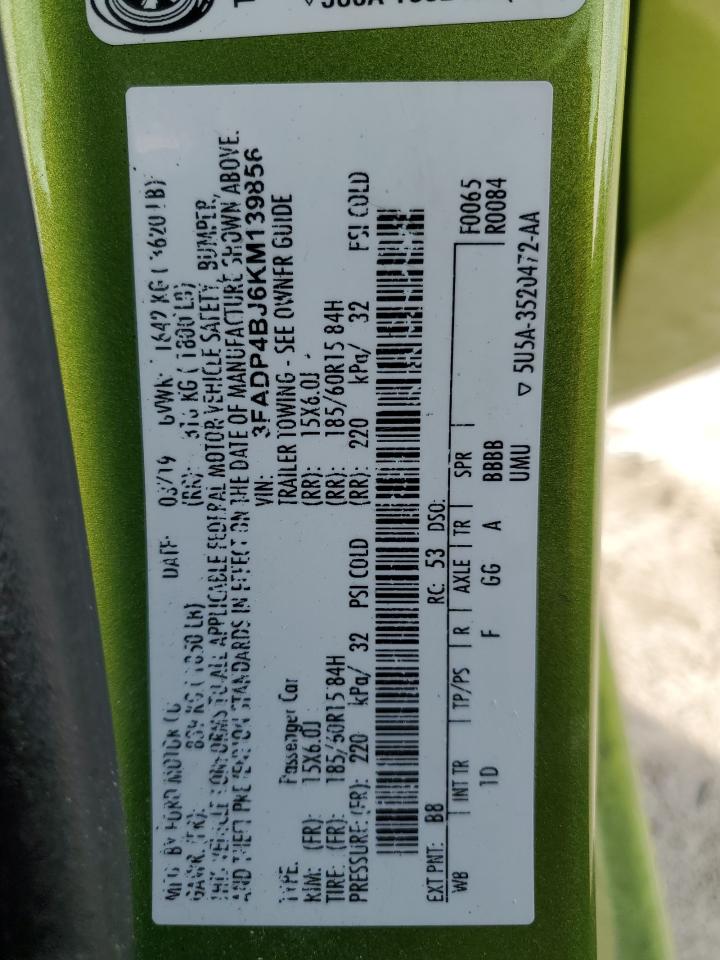 MFD BY FORD MOTOR CO DATE: 03/19 GVWR: 1642 KG ( 3620 LB)
GAWR (FR): (1850 LB) (RR): KG ( 1800 LB)
THIS VEHICLE CONFORMS TO ALL APPLICABLE FEDERAL MOTOR VEHICLE SAFETY, BUMPER,
AND THEFT PREVENTION STANDARDS IN EFFECT ON THE DATE OF MANUFACTURE SHOWN ABOVE.
VIN: 3FADP4BJ6KM139856
TYPE: Passenger Car TRAILER TOWING - SEE OWNER GUIDE
RIM: (FR): 15X6.0J (RR): 15X6.0J
TIRE: (FR): 185/60R15 84H (RR): 185/60R15 84H
PRESSURE:(FR): 220 kPa/ 32 PSI COLD (RR): 220 kPa/ 32 PSI COLD
EXT PNT: B8 RC: 53 DSO:
WB INT TR TP/PS R AXLE TR SPR F0065
1D F GG A BBBB R0084
UMU
▽ 5U5A-3520472-AA